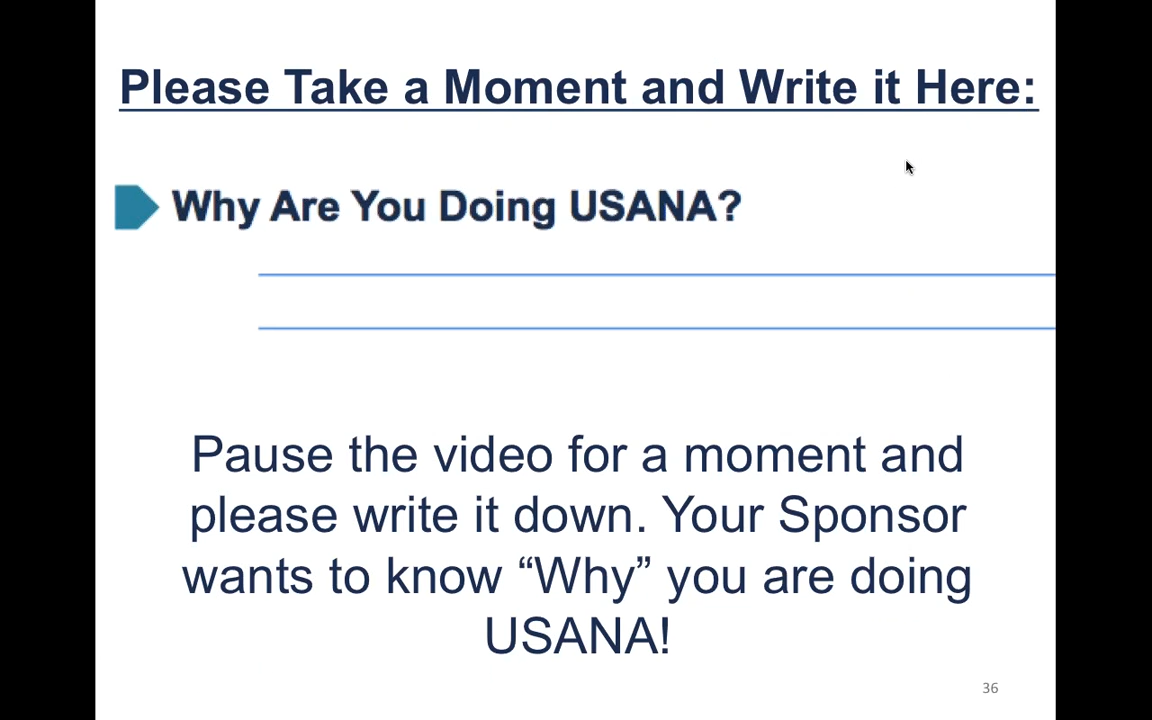 Please Take a Moment and Write it Here:
Why Are You Doing USANA?
Pause the video for a moment and
please write it down. Your Sponsor
wants to know “Why” you are doing
USANA!
36